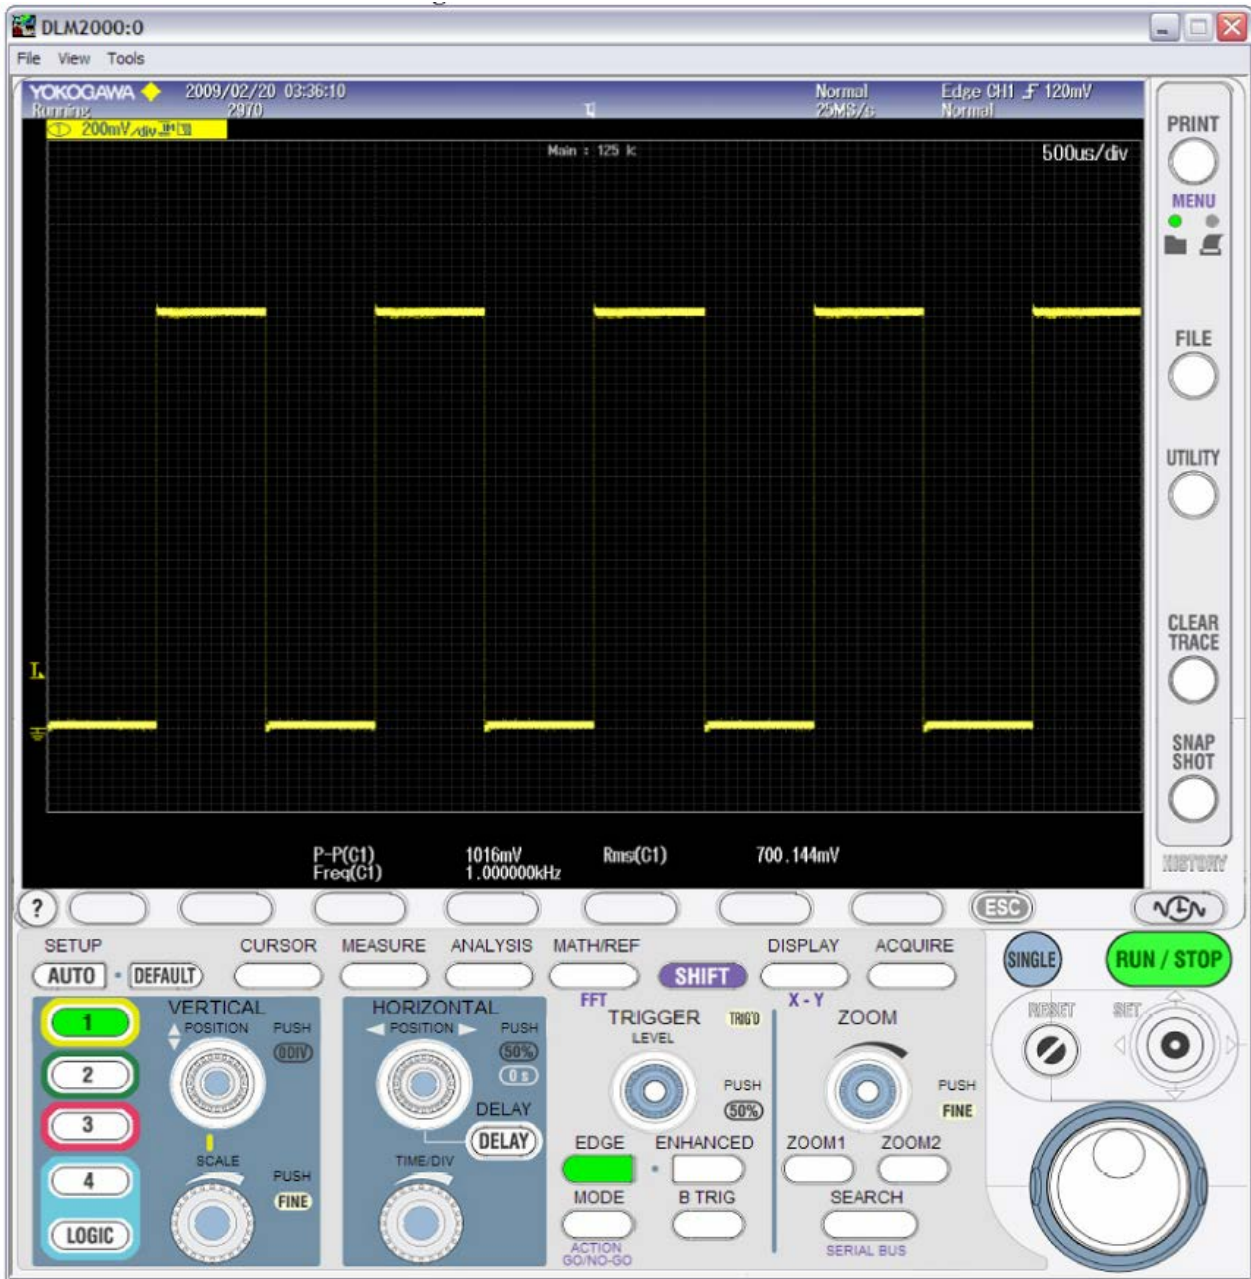 DLM2000:0
File View Tools
YOKOGAWA 2009/02/20 03:36:10 Normal Edge CH1 120mV
Running 2970 25MS/s Normal
1 200mV/div
Main : 125 k 500us/div
T
P-P(C1) 1016mV Rms(C1) 700.144mV
Freq(C1) 1.000000kHz
PRINT
MENU
FILE
UTILITY
CLEAR
TRACE
SNAP
SHOT
HISTORY
? ESC
SETUP CURSOR MEASURE ANALYSIS MATH/REF DISPLAY ACQUIRE
AUTO DEFAULT SHIFT SINGLE RUN / STOP
FFT X - Y
VERTICAL HORIZONTAL TRIGGER TRIG'D ZOOM RESET SET
POSITION PUSH POSITION PUSH LEVEL
0DIV 50%
0 s
PUSH PUSH
50% FINE
DELAY
DELAY
1
2
3
4
LOGIC
SCALE PUSH TIME/DIV
FINE
EDGE ENHANCED ZOOM1 ZOOM2
MODE B TRIG SEARCH
ACTION SERIAL BUS
GO/NO-GO